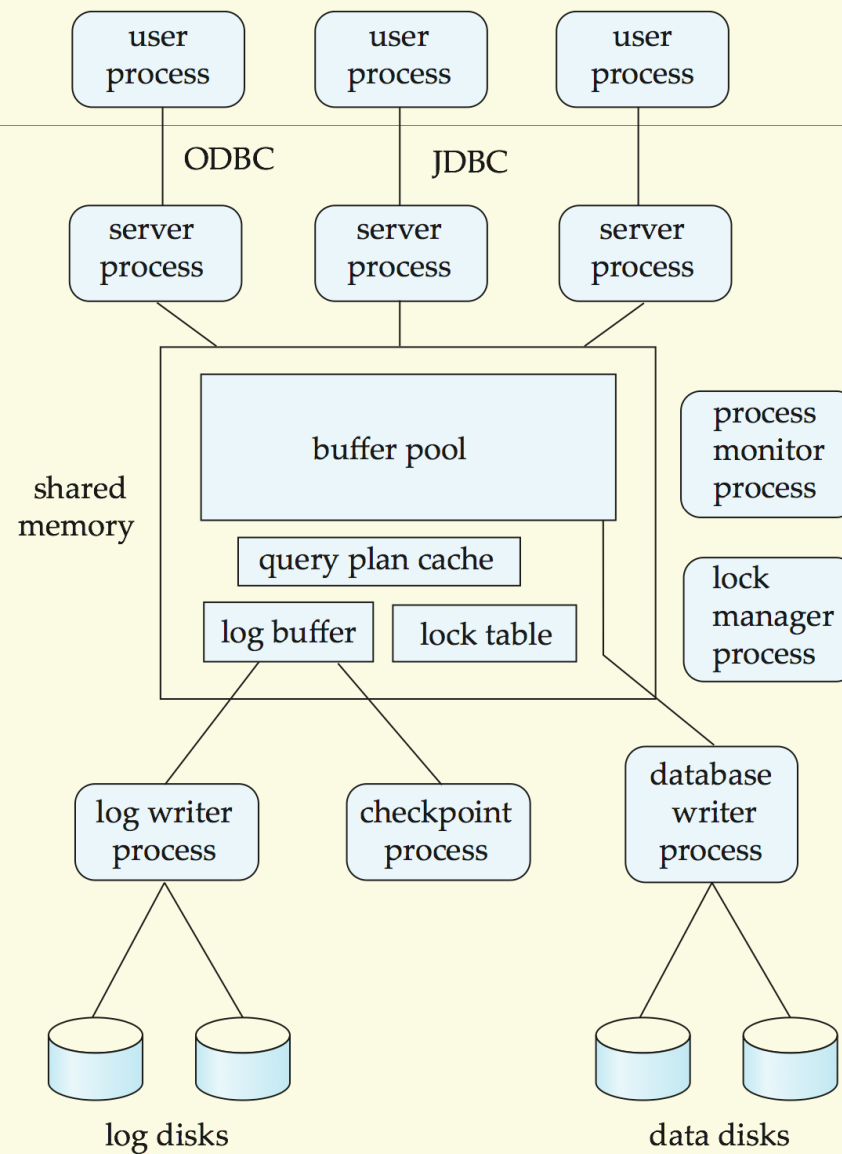 user
process
user
process
user
process
ODBC
JDBC
server
process
server
process
server
process
shared
memory
buffer pool
query plan cache
log buffer
lock table
process
monitor
process
lock
manager
process
log writer
process
checkpoint
process
database
writer
process
log disks
data disks